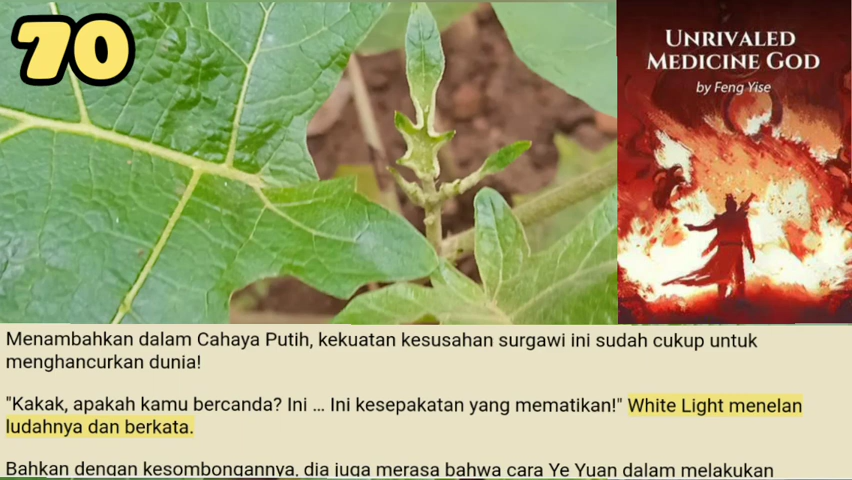 70
UNRIVALED
MEDICINE GOD
by Feng Yise
Menambahkan dalam Cahaya Putih, kekuatan kesusahan surgawi ini sudah cukup untuk
menghancurkan dunia!
"Kakak, apakah kamu bercanda? Ini ... Ini kesepakatan yang mematikan!" White Light menelan
ludahnya dan berkata.
Bahkan dengan kesombongannya, dia juga merasa bahwa cara Ye Yuan dalam melakukan